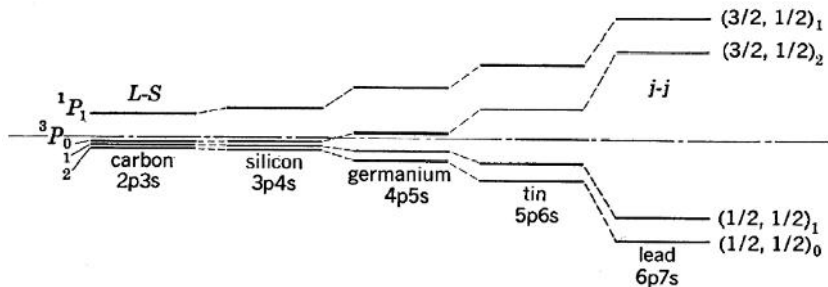 (3/2, 1/2)₁
(3/2, 1/2)₂
L-S
j-j
¹P₁
³P₀
1
2
carbon
2p3s
silicon
3p4s
germanium
4p5s
tin
5p6s
(1/2, 1/2)₁
(1/2, 1/2)₀
lead
6p7s